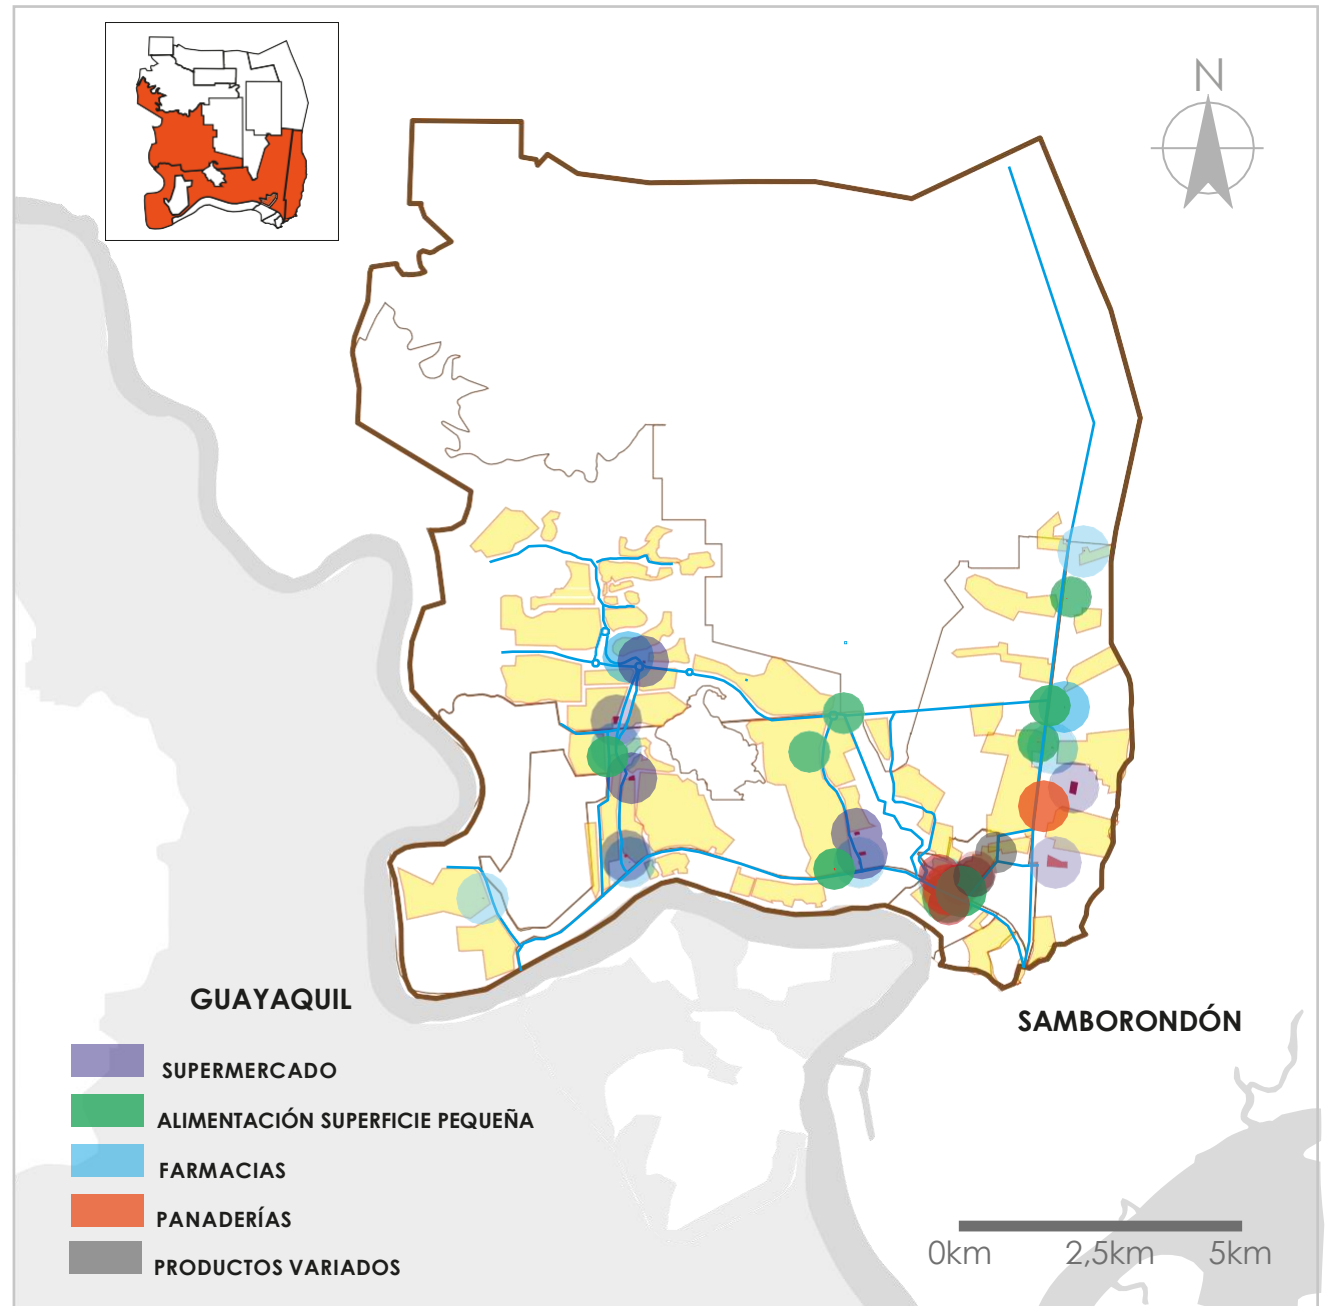 N
GUAYAQUIL
SAMBORONDÓN
SUPERMERCADO
ALIMENTACIÓN SUPERFICIE PEQUEÑA
FARMACIAS
PANADERÍAS
PRODUCTOS VARIADOS
0km 2,5km 5km